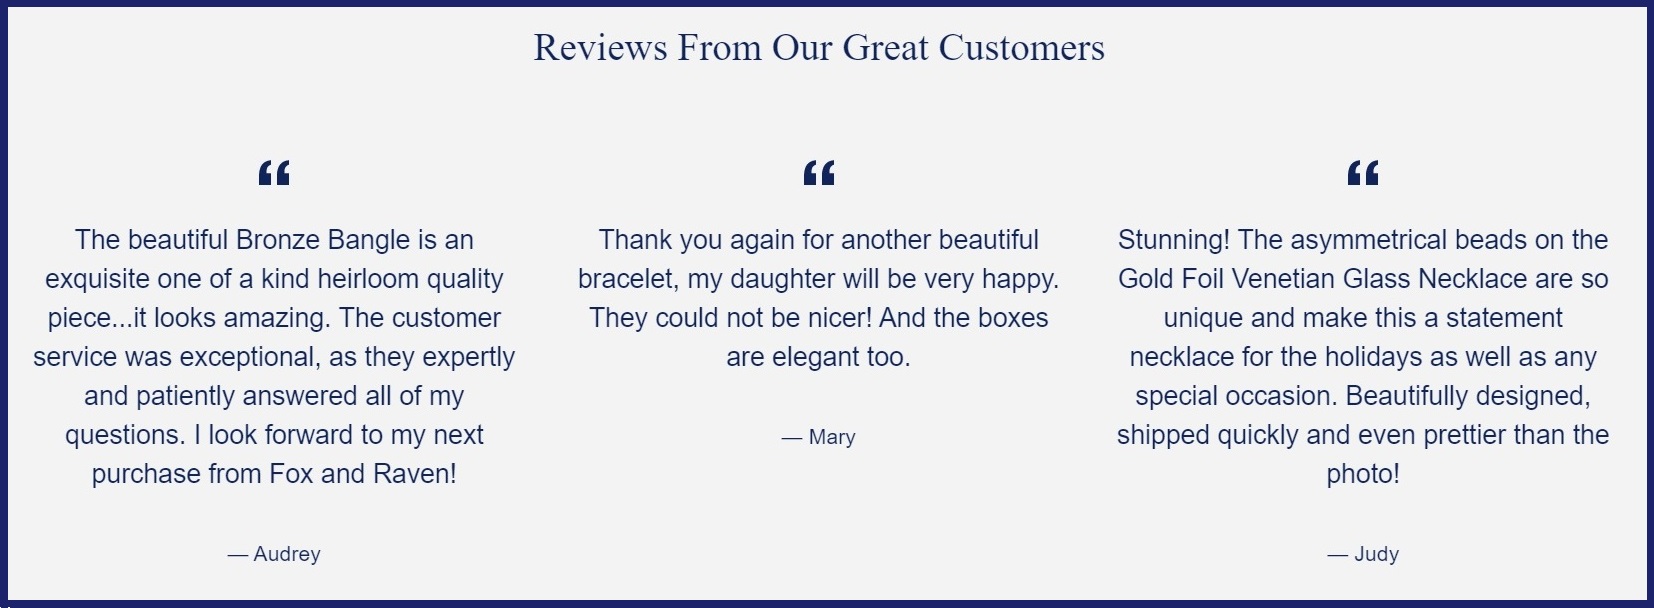 Reviews From Our Great Customers
“
The beautiful Bronze Bangle is an
exquisite one of a kind heirloom quality
piece...it looks amazing. The customer
service was exceptional, as they expertly
and patiently answered all of my
questions. I look forward to my next
purchase from Fox and Raven!
— Audrey
“
Thank you again for another beautiful
bracelet, my daughter will be very happy.
They could not be nicer! And the boxes
are elegant too.
— Mary
“
Stunning! The asymmetrical beads on the
Gold Foil Venetian Glass Necklace are so
unique and make this a statement
necklace for the holidays as well as any
special occasion. Beautifully designed,
shipped quickly and even prettier than the
photo!
— Judy